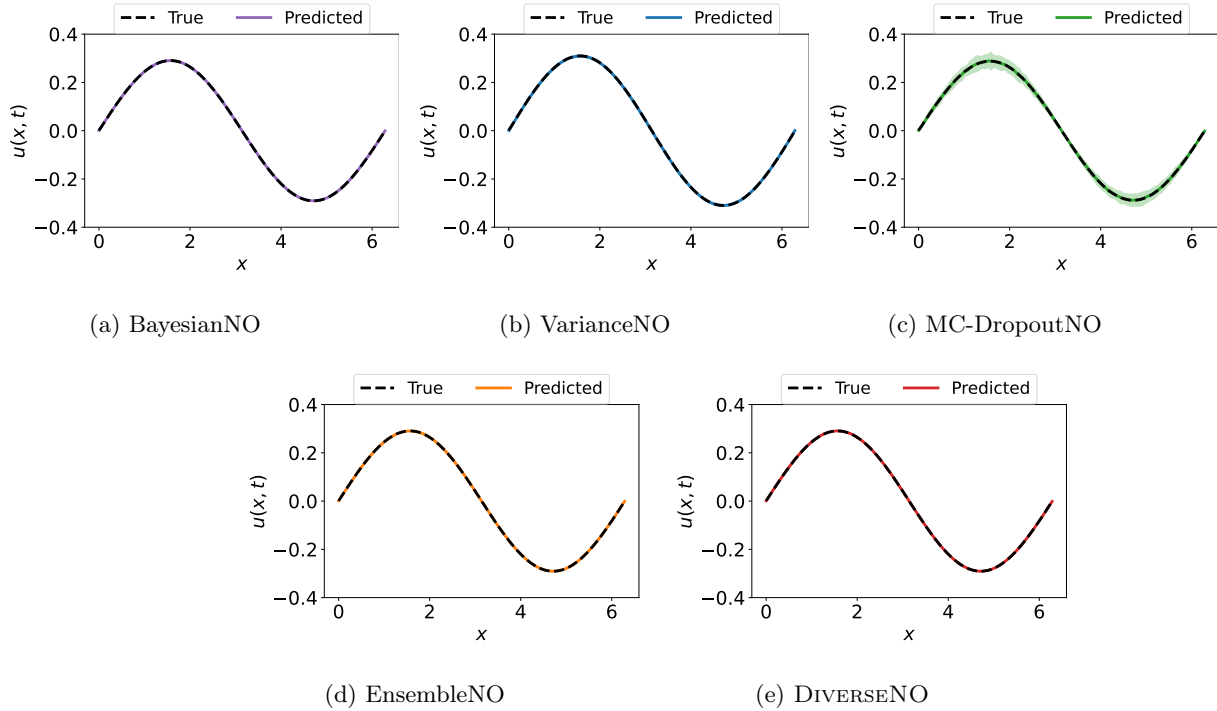 True Predicted
0.4
0.2
0.0
−0.2
−0.4
u(x, t)
0 2 4 6
x
(a) BayesianNO
True Predicted
0.4
0.2
0.0
−0.2
−0.4
u(x, t)
0 2 4 6
x
(b) VarianceNO
True Predicted
0.4
0.2
0.0
−0.2
−0.4
u(x, t)
0 2 4 6
x
(c) MC-DropoutNO
True Predicted
0.4
0.2
0.0
−0.2
−0.4
u(x, t)
0 2 4 6
x
(d) EnsembleNO
True Predicted
0.4
0.2
0.0
−0.2
−0.4
u(x, t)
0 2 4 6
x
(e) DIVERSENO